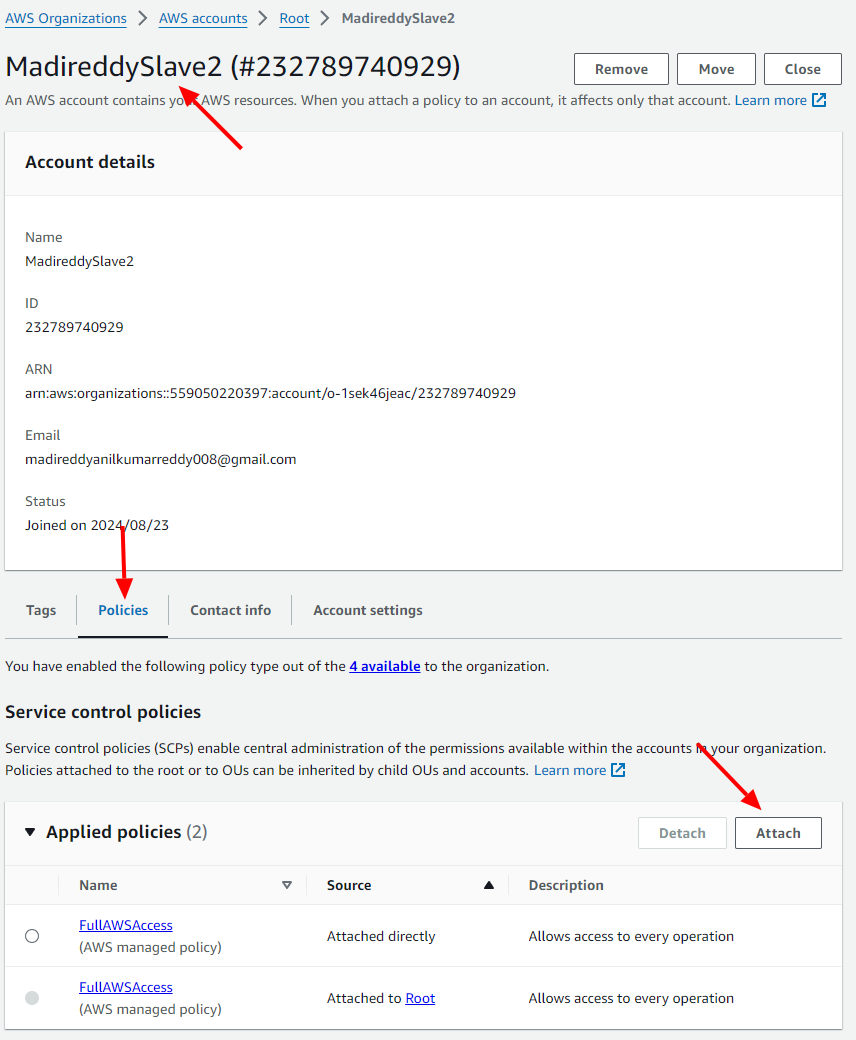 AWS Organizations > AWS accounts > Root > MadireddySlave2
MadireddySlave2 (#232789740929)
Remove
Move
Close
An AWS account contains your AWS resources. When you attach a policy to an account, it affects only that account. Learn more
Account details
Name
MadireddySlave2
ID
232789740929
ARN
arn:aws:organizations::559050220397:account/o-1sek46jeac/232789740929
Email
madireddyanilkumarreddy008@gmail.com
Status
Joined on 2024/08/23
Tags
Policies
Contact info
Account settings
You have enabled the following policy type out of the 4 available to the organization.
Service control policies
Service control policies (SCPs) enable central administration of the permissions available within the accounts in your organization.
Policies attached to the root or to OUs can be inherited by child OUs and accounts. Learn more
Applied policies (2)
Detach
Attach
Name
Source
Description
FullAWSAccess
(AWS managed policy)
Attached directly
Allows access to every operation
FullAWSAccess
(AWS managed policy)
Attached to Root
Allows access to every operation